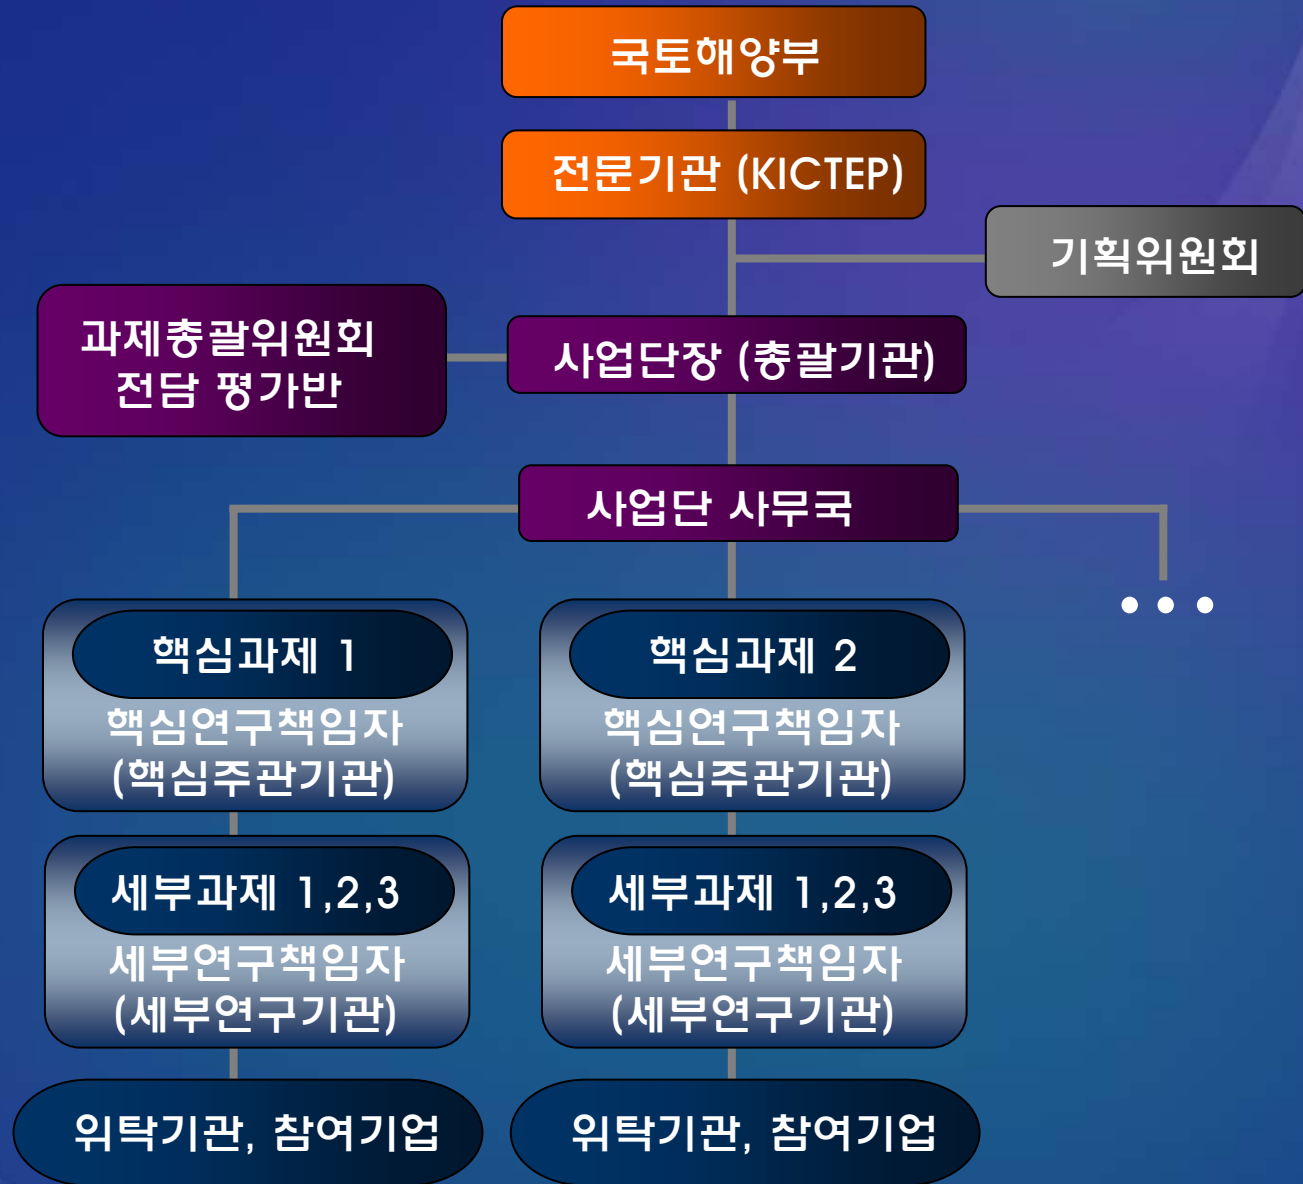 국토해양부
전문기관 (KICTEP)
기획위원회
과제총괄위원회
전담 평가반
사업단장 (총괄기관)
사업단 사무국
• • •
핵심과제 1
핵심연구책임자
(핵심주관기관)
핵심과제 2
핵심연구책임자
(핵심주관기관)
세부과제 1,2,3
세부연구책임자
(세부연구기관)
세부과제 1,2,3
세부연구책임자
(세부연구기관)
위탁기관, 참여기업
위탁기관, 참여기업